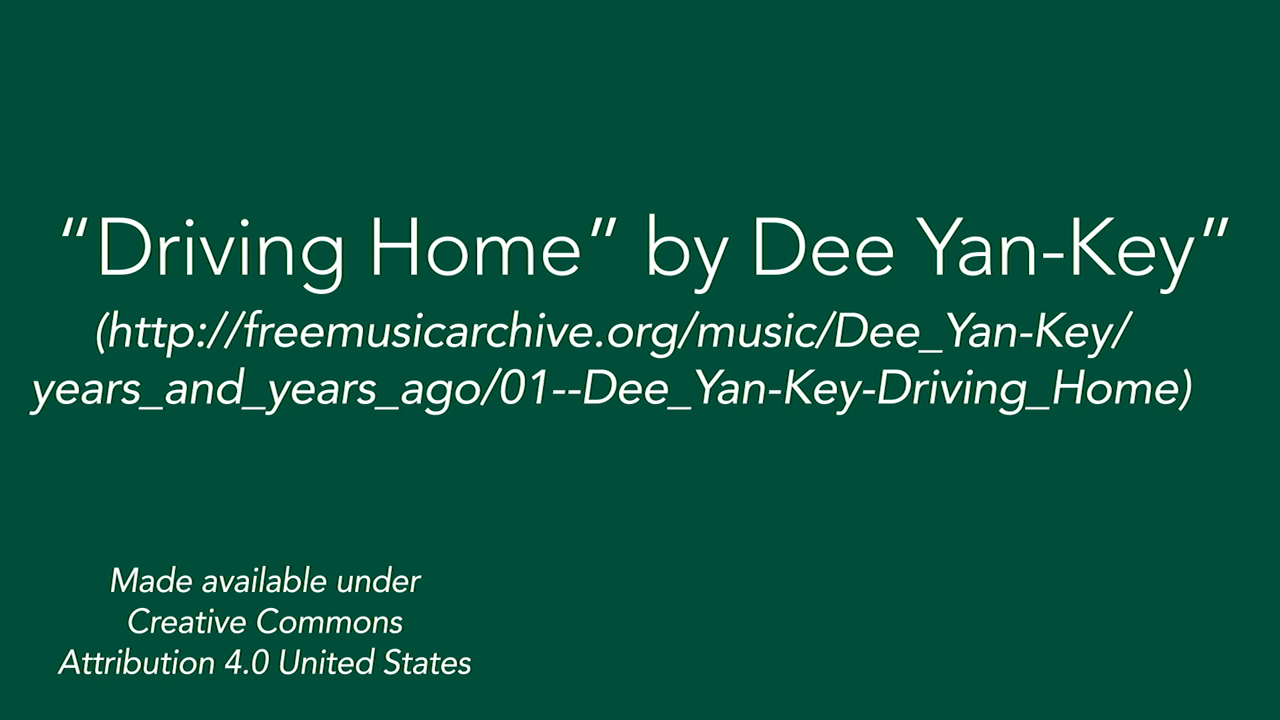 “Driving Home” by Dee Yan-Key”
(http://freemusicarchive.org/music/Dee_Yan-Key/
years_and_years_ago/01--Dee_Yan-Key-Driving_Home)
Made available under
Creative Commons
Attribution 4.0 United States